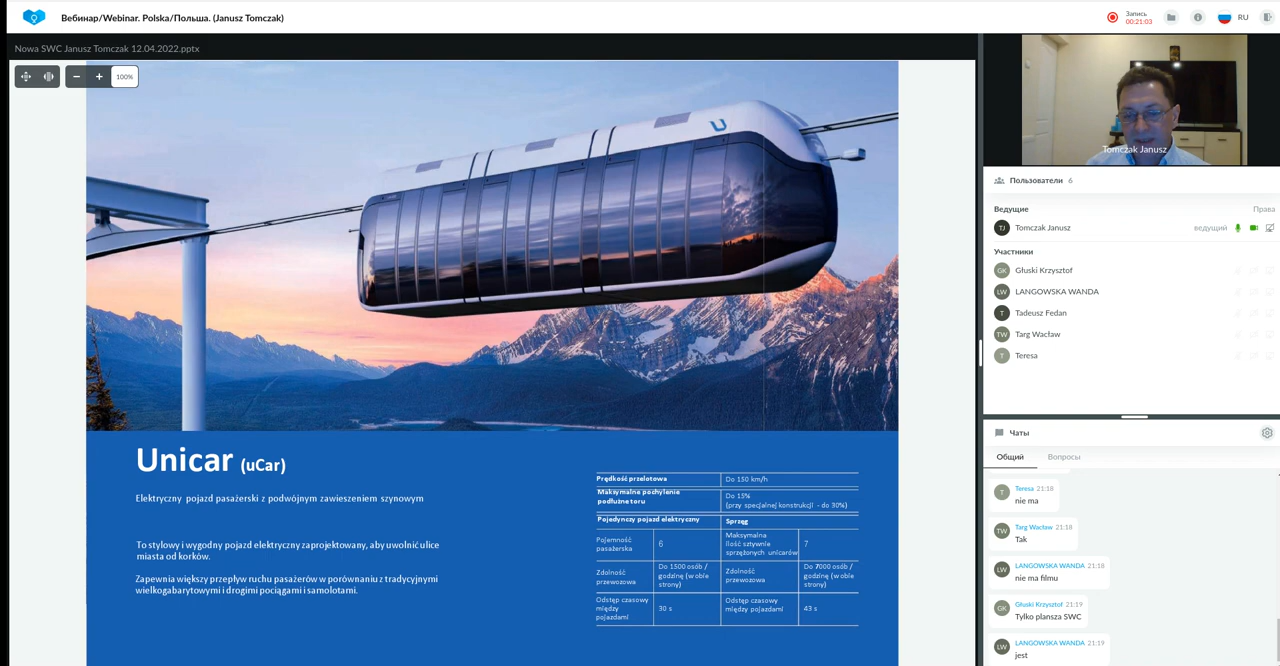 Вебинар/Webinar. Polska/Польша. (Janusz Tomczak)
Запись
00:21:03
RU
Nowa SWC Janusz Tomczak 12.04.2022.pptx
100%
Tomczak Janusz
Unicar (uCar)
Elektryczny pojazd pasażerski z podwójnym zawieszeniem szynowym
To stylowy i wygodny pojazd elektryczny zaprojektowany, aby uwolnić ulice
miasta od korków.
Zapewnia większy przepływ ruchu pasażerów w porównaniu z tradycyjnymi
wielkogabarytowymi i drogimi pociągami i samolotami.
Prędkość przelotowa
Do 150 km/h
Maksymalne pochylenie
podłużne toru
Do 15%
(przy specjalnej konstrukcji - do 30%)
Pojedynczy pojazd elektryczny
Sprzęg
Pojemność
pasażerska
6
Maksymalna
ilość sztywnie
sprzężonych unicarów
7
Zdolność
przewozowa
Do 1500 osób /
godzinę (w obie
strony)
Zdolność
przewozowa
Do 7000 osób /
godzinę (w obie
strony)
Odstęp czasowy
między
pojazdami
30 s
Odstęp czasowy
między pojazdami
43 s
Пользователи 6
Ведущие
Права
TJ Tomczak Janusz ведущий
Участники
GK Głuski Krzysztof
LW LANGOWSKA WANDA
T Tadeusz Fedan
TW Targ Wacław
T Teresa
Чаты
Общий Вопросы
T Teresa 21:18
nie ma
TW Targ Wacław 21:18
Tak
LW LANGOWSKA WANDA 21:18
nie ma filmu
GK Głuski Krzysztof 21:19
Tylko plansza SWC
LW LANGOWSKA WANDA 21:19
jest